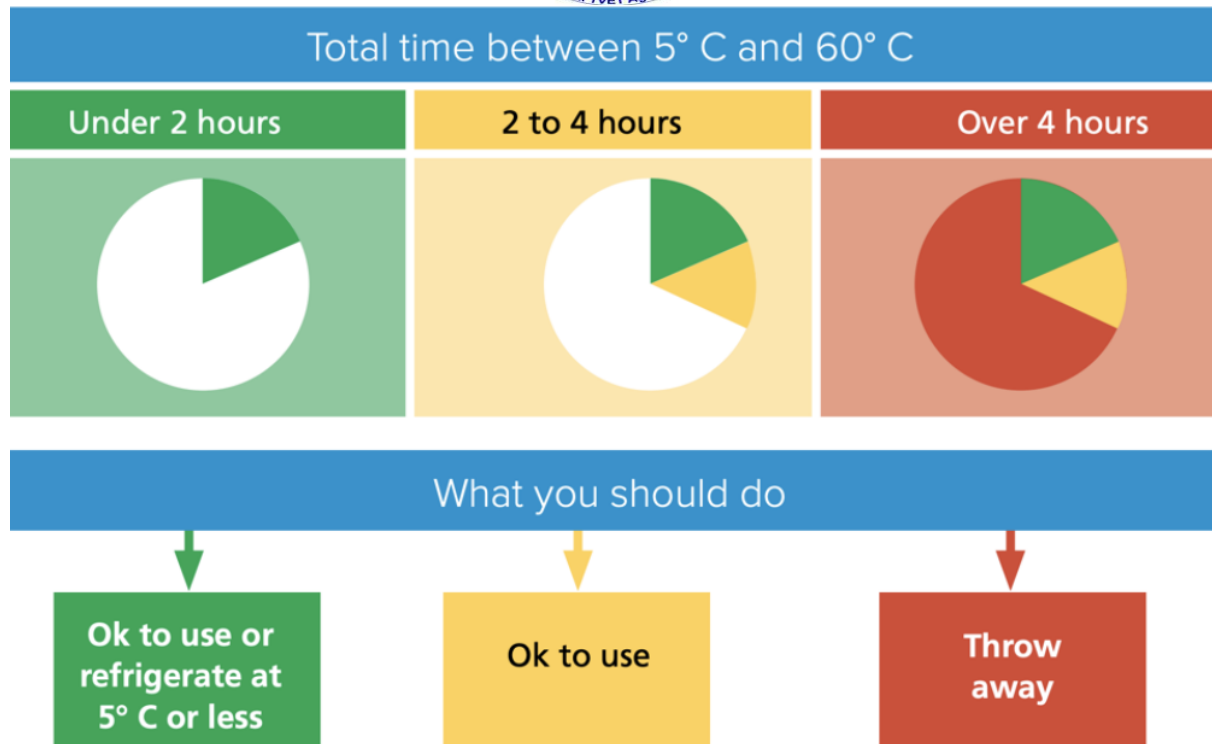 Total time between 5° C and 60° C
Under 2 hours
2 to 4 hours
Over 4 hours
What you should do
Ok to use or
refrigerate at
5° C or less
Ok to use
Throw
away